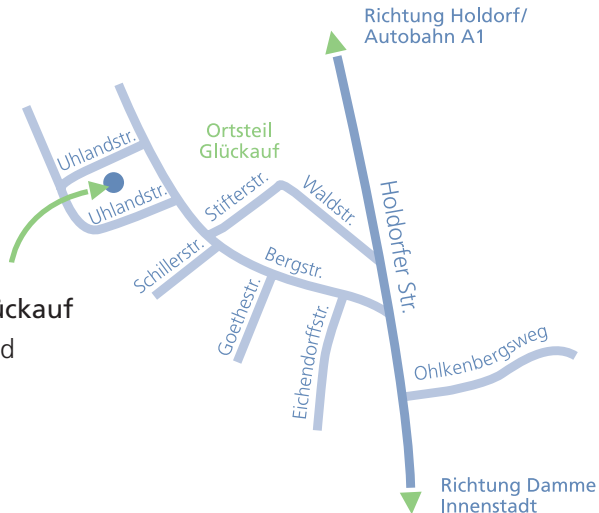 Richtung Holdorf/
Autobahn A1
Ortsteil
Glückauf
Uhlandstr.
Uhlandstr.
Stifterstr.
Waldstr.
Holdorfer Str.
Schillerstr.
Bergstr.
Goethestr.
Eichendorffstr.
Ohlkenbergsweg
Richtung Damme
Innenstadt